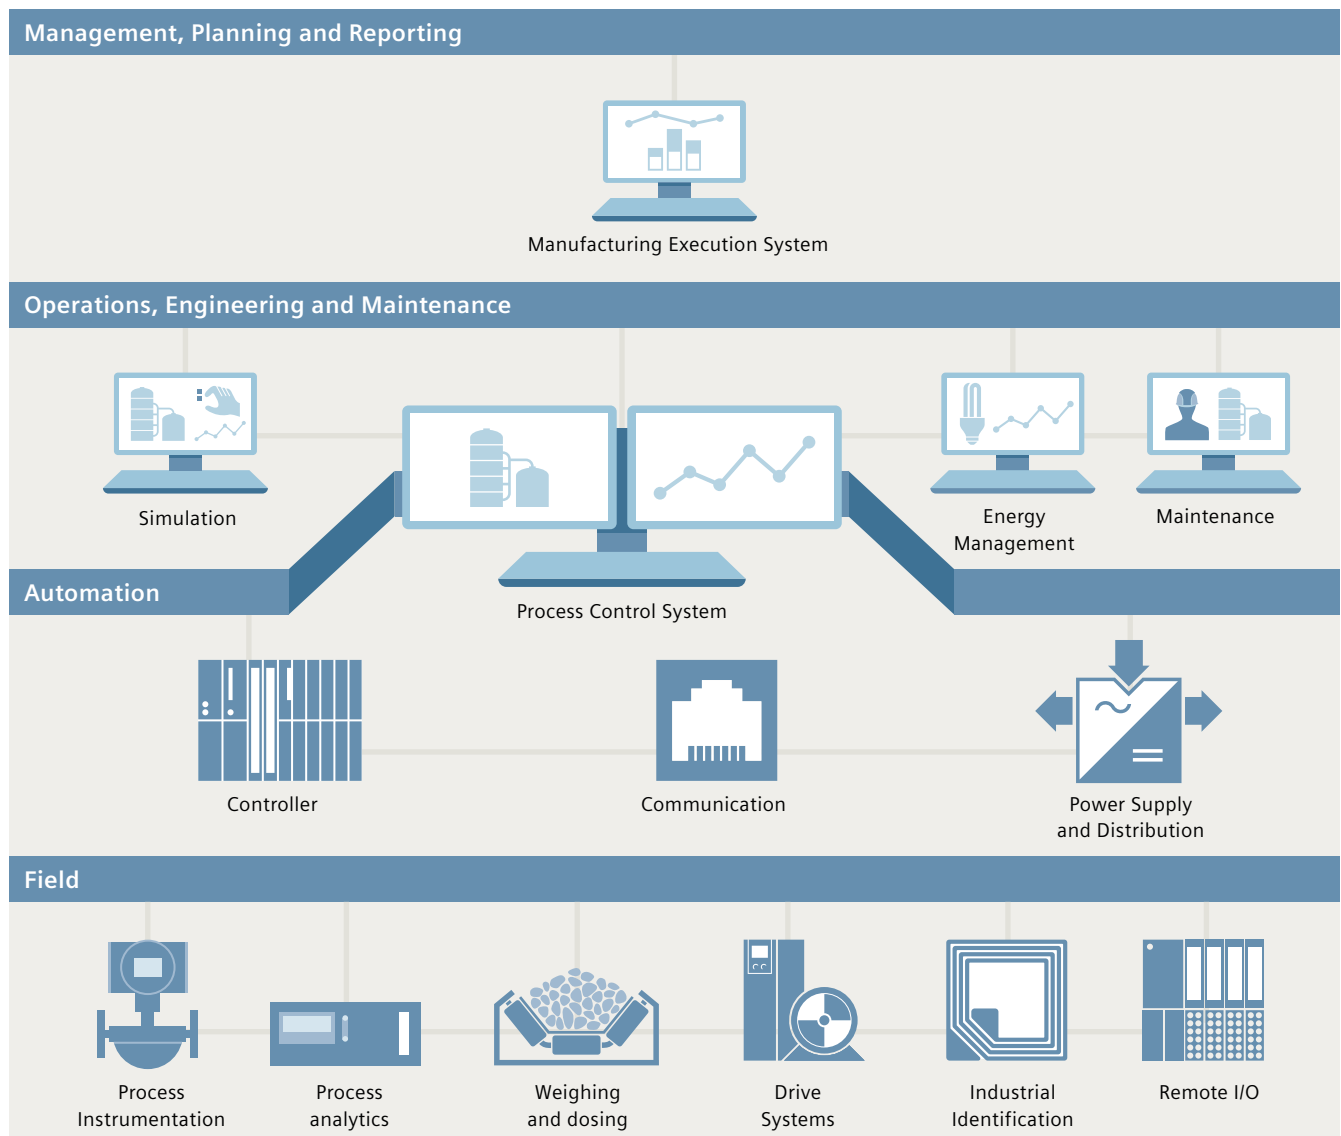 Management, Planning and Reporting
Manufacturing Execution System
Operations, Engineering and Maintenance
Simulation
Energy
Management
Maintenance
Process Control System
Automation
Controller
Communication
Power Supply
and Distribution
Field
Process
Instrumentation
Process
analytics
Weighing
and dosing
Drive
Systems
Industrial
Identification
Remote I/O